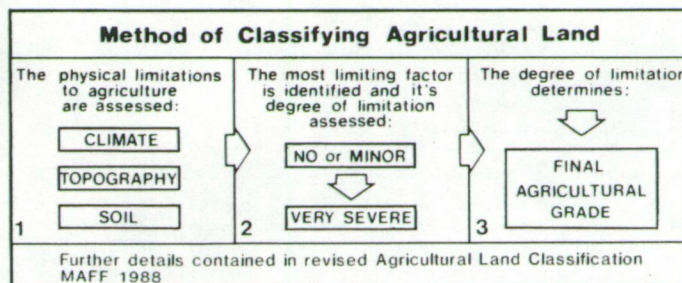 Method of Classifying Agricultural Land
The physical limitations
to agriculture
are assessed:
CLIMATE
TOPOGRAPHY
SOIL
1
The most limiting factor
is identified and it's
degree of limitation
assessed:
NO or MINOR
VERY SEVERE
2
The degree of limitation
determines:
FINAL
AGRICULTURAL
GRADE
3
Further details contained in revised Agricultural Land Classification
MAFF 1988